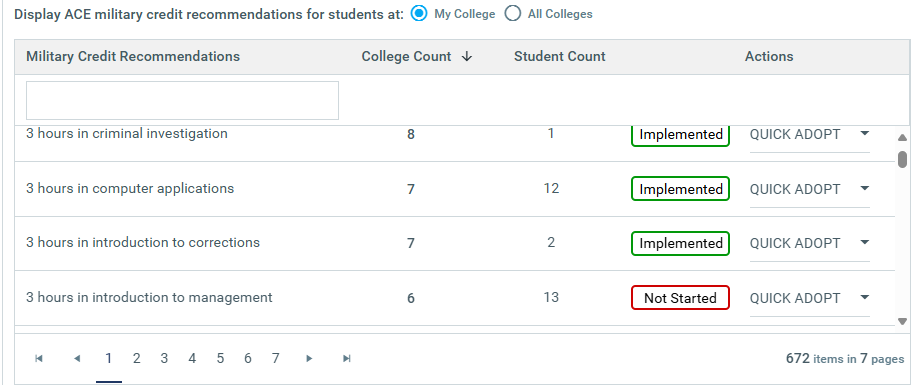 Display ACE military credit recommendations for students at: My College All Colleges
Military Credit Recommendations College Count Student Count Actions
3 hours in criminal investigation 8 1 Implemented QUICK ADOPT
3 hours in computer applications 7 12 Implemented QUICK ADOPT
3 hours in introduction to corrections 7 2 Implemented QUICK ADOPT
3 hours in introduction to management 6 13 Not Started QUICK ADOPT
1 2 3 4 5 6 7 672 items in 7 pages